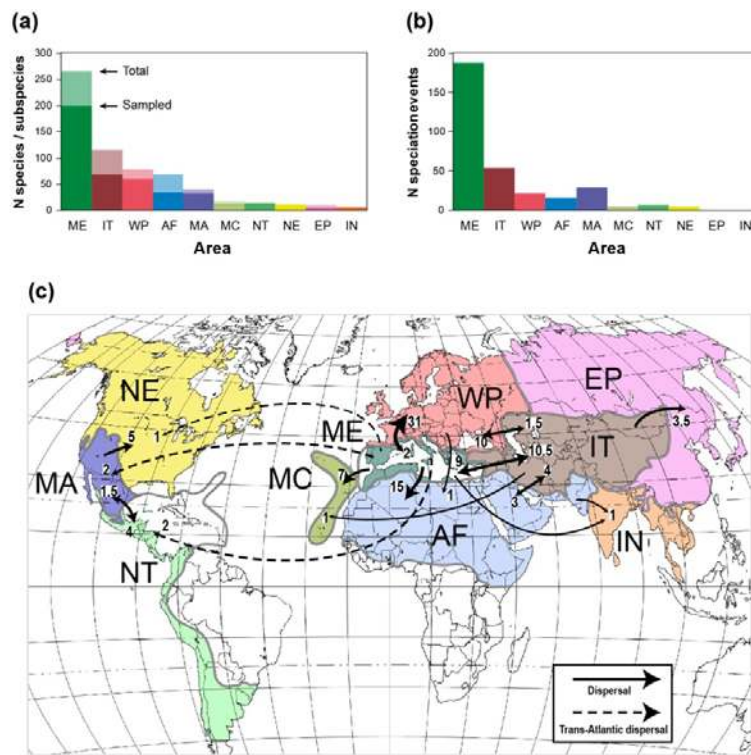 (a)
N species / subspecies
300
250
200
150
100
50
0
Total
Sampled
ME IT WP AF MA MC NT NE EP IN
Area
(b)
N speciationevents
200
150
100
50
0
ME IT WP AF MA MC NT NE EP IN
Area
(c)
NE
WP
EP
ME
IT
MA
MC
AF
IN
NT
5
1
2
1.5
4
2
7
1
31
2
15
1
9
10
1.5
10.5
4
3
1
3.5
Dispersal
Trans-Atlantic dispersal